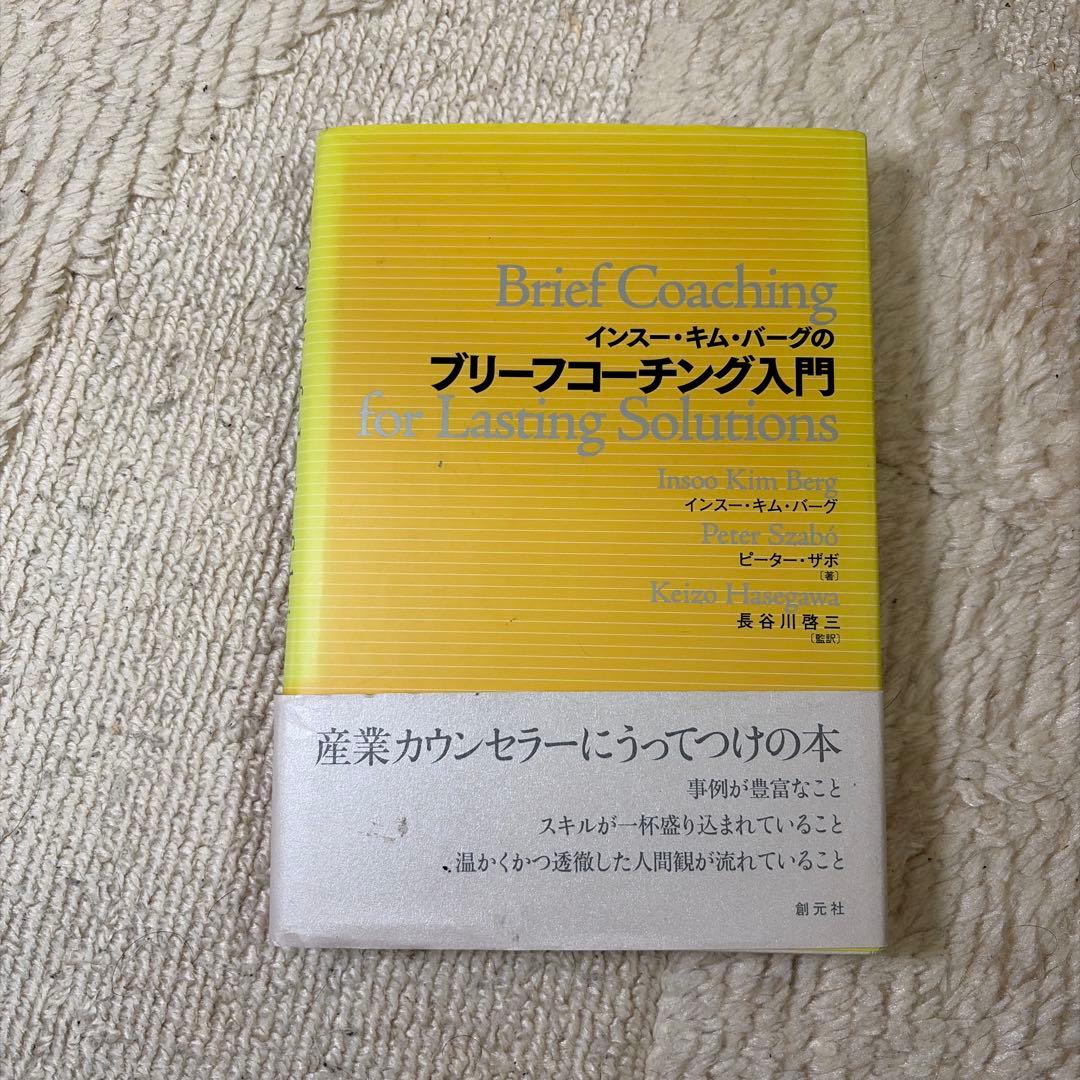 Brief Coaching
インスー・キム・バーグの
ブリーフコーチング入門
for Lasting Solutions
Insoo Kim Berg
インスー・キム・バーグ
Peter Szabó
ピーター・ザボ
〔著〕
Keizo Hasegawa
長谷川啓三
〔監訳〕
産業カウンセラーにうってつけの本
事例が豊富なこと
スキルが一杯盛り込まれていること
温かくかつ透徹した人間観が流れていること
創元社